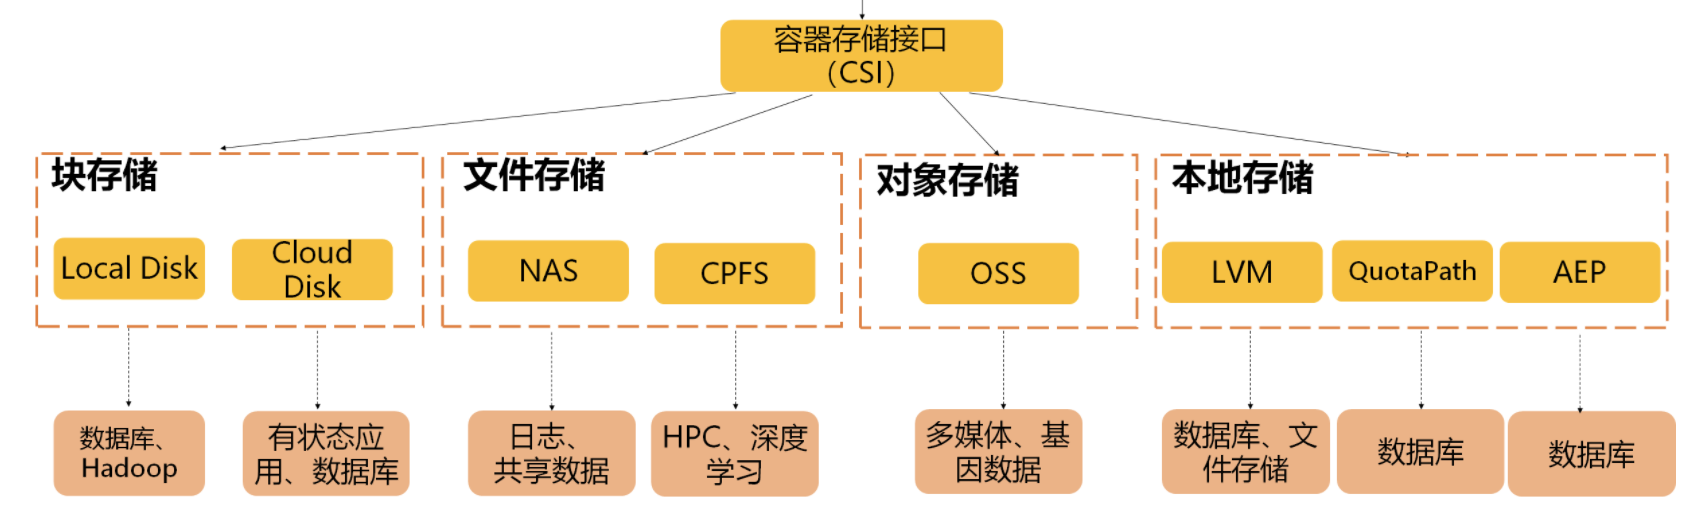 容器存储接口
（CSI）
块存储
文件存储
对象存储
本地存储
Local Disk
Cloud
Disk
NAS
CPFS
OSS
LVM
QuotaPath
AEP
数据库、
Hadoop
有状态应
用、数据库
日志、
共享数据
HPC、深度
学习
多媒体、基
因数据
数据库、文
件存储
数据库
数据库